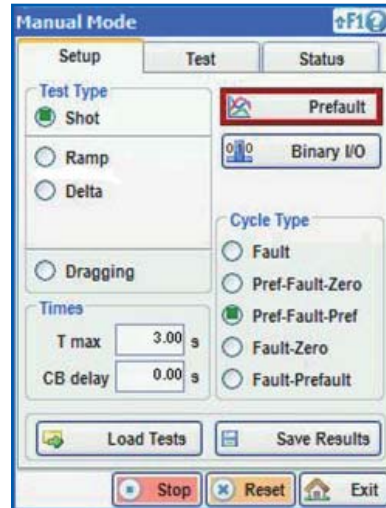 Manual Mode
F1
Setup
Test
Status
Test Type
Shot
Ramp
Delta
Dragging
Prefault
Binary I/O
Cycle Type
Fault
Pref-Fault-Zero
Pref-Fault-Pref
Fault-Zero
Fault-Prefault
Times
T max 3.00 s
CB delay 0.00 s
Load Tests
Save Results
Stop
Reset
Exit